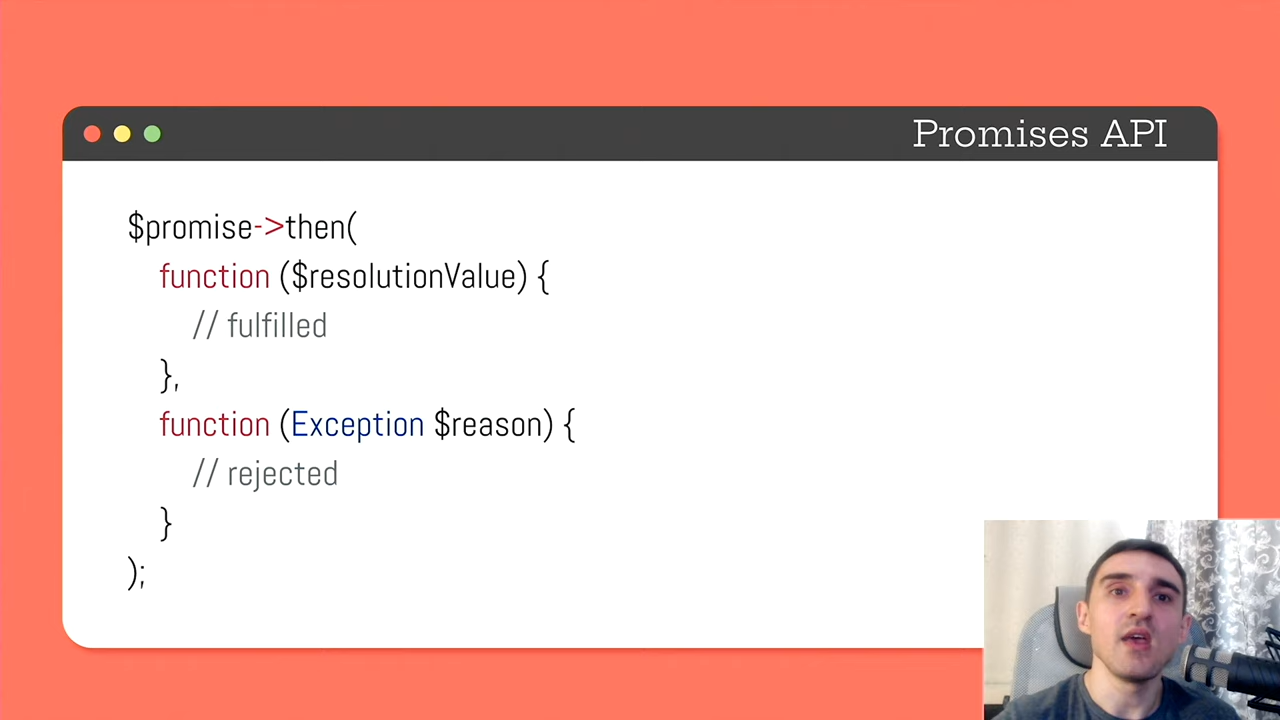 Promises API
$promise->then(
function ($resolutionValue) {
// fulfilled
},
function (Exception $reason) {
// rejected
}
);